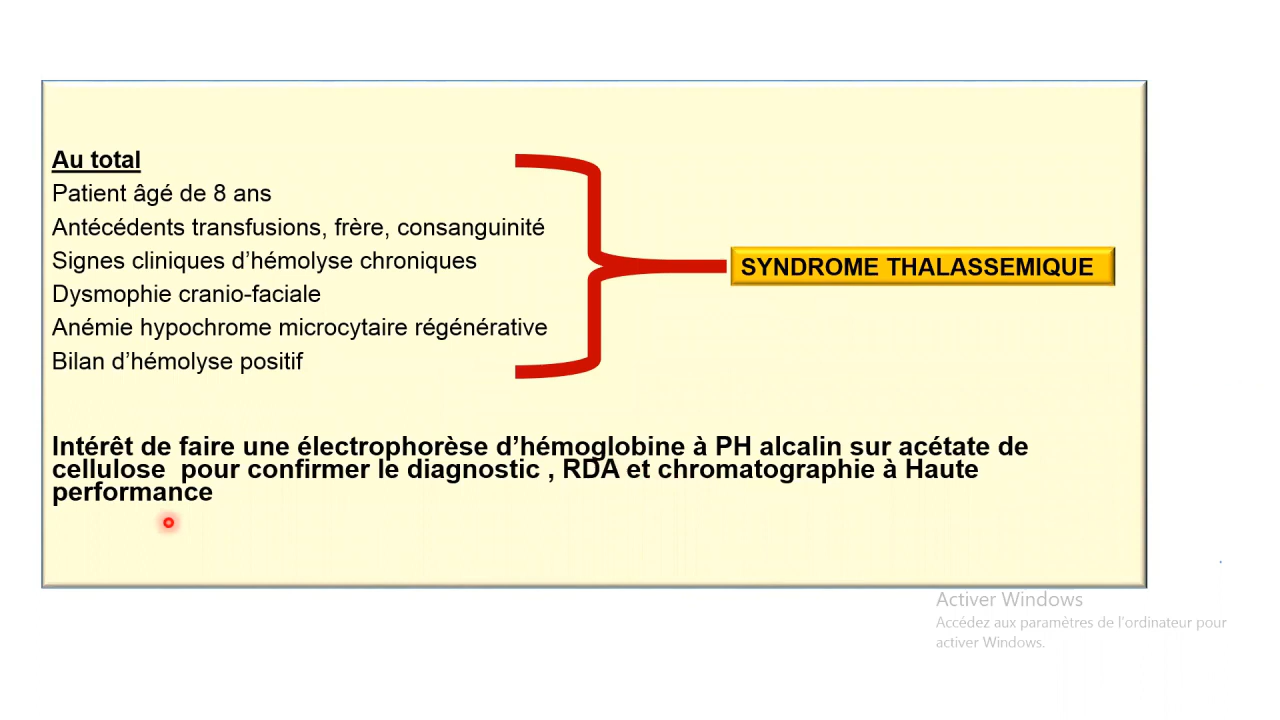 Au total
Patient âgé de 8 ans
Antécédents transfusions, frère, consanguinité
Signes cliniques d’hémolyse chroniques
Dysmophie cranio-faciale
Anémie hypochrome microcytaire régénérative
Bilan d’hémolyse positif
SYNDROME THALASSEMIQUE
Intérêt de faire une électrophorèse d’hémoglobine à PH alcalin sur acétate de
cellulose pour confirmer le diagnostic , RDA et chromatographie à Haute
performance
Activer Windows
Accédez aux paramètres de l'ordinateur pour
activer Windows.